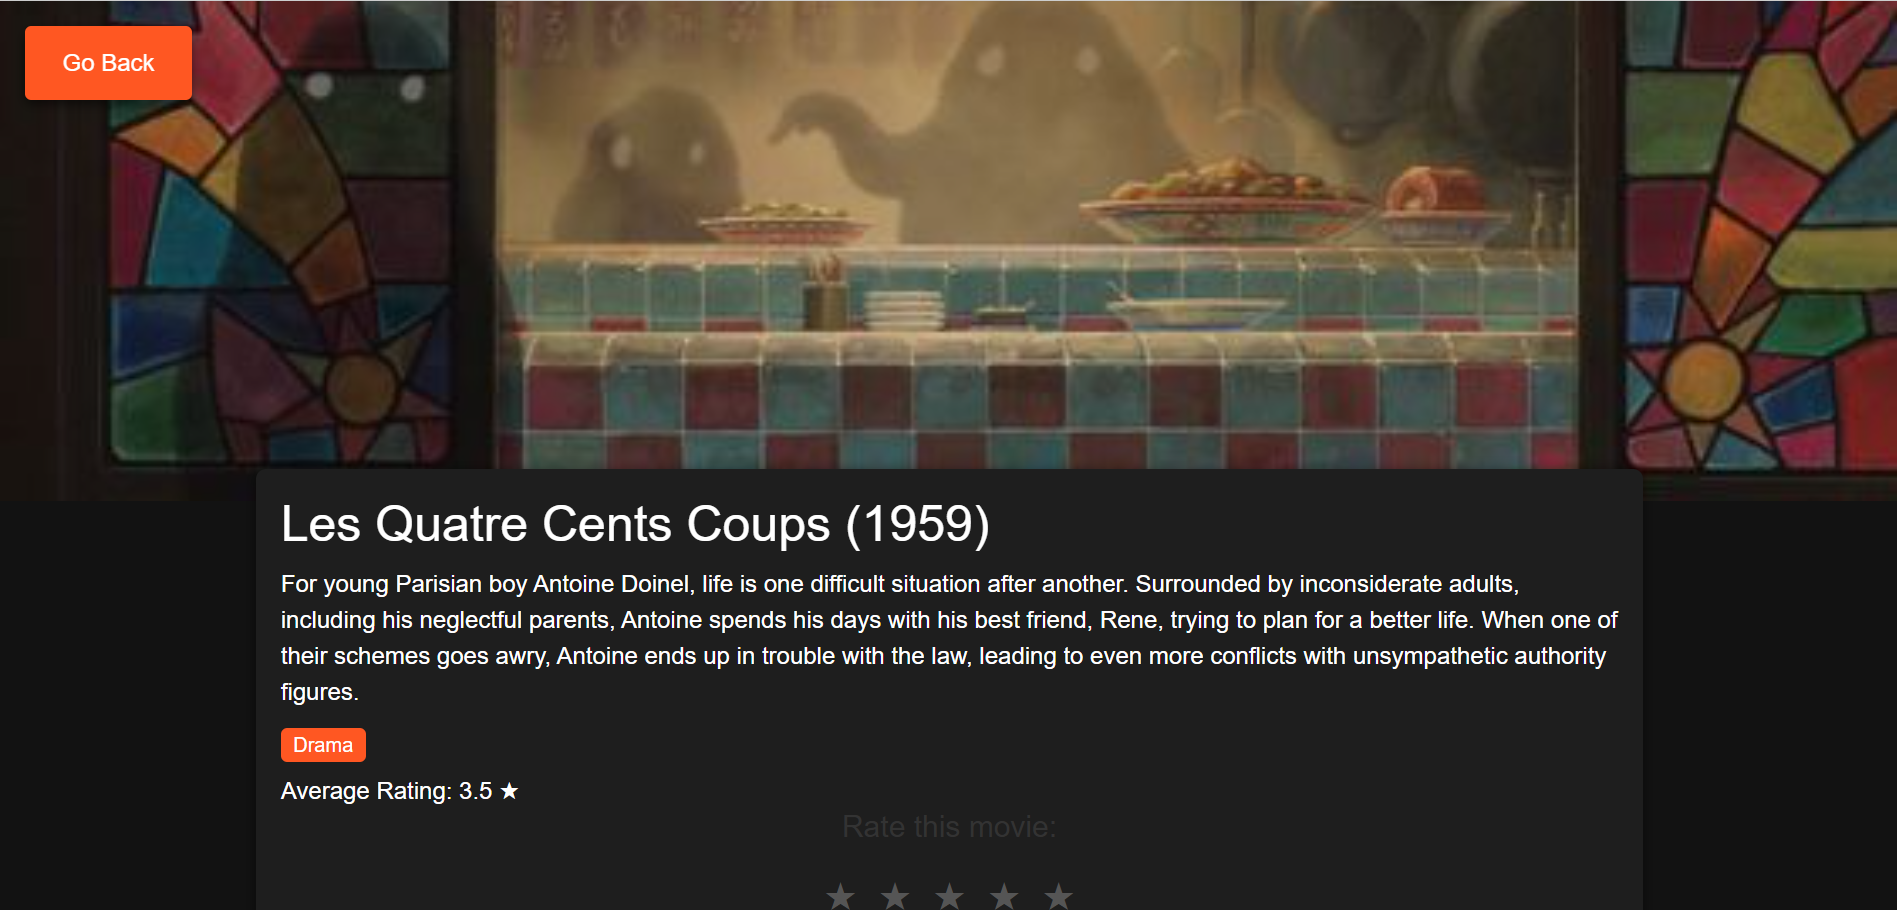 Go Back
Les Quatre Cents Coups (1959)
For young Parisian boy Antoine Doinel, life is one difficult situation after another. Surrounded by inconsiderate adults,
including his neglectful parents, Antoine spends his days with his best friend, Rene, trying to plan for a better life. When one of
their schemes goes awry, Antoine ends up in trouble with the law, leading to even more conflicts with unsympathetic authority
figures.
Drama
Average Rating: 3.5 ★
Rate this movie:
★ ★ ★ ★ ★